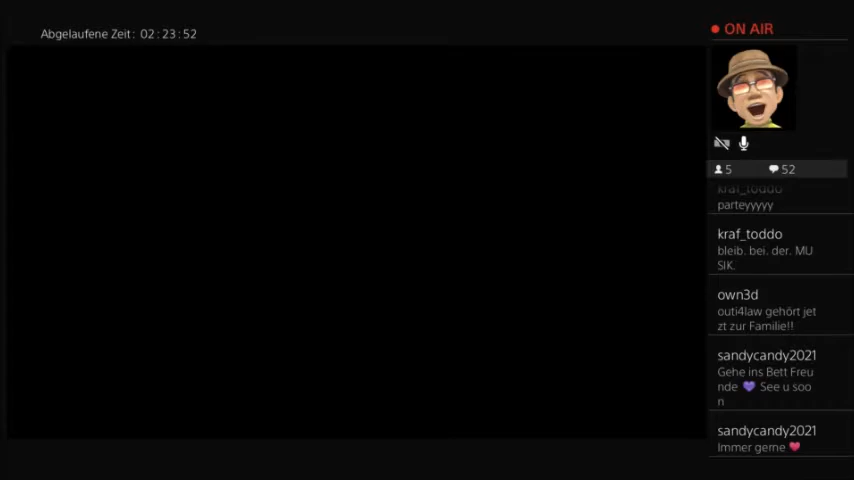 Abgelaufene Zeit: 02:23:52
ON AIR
5 52
kraf_toddo
parteyyyyy
kraf_toddo
bleib. bei. der. MU
SIK.
own3d
outi4law gehört jet
zt zur Familie!!
sandycandy2021
Gehe ins Bett Freu
nde 💜 See u soo
n
sandycandy2021
Immer gerne 💗